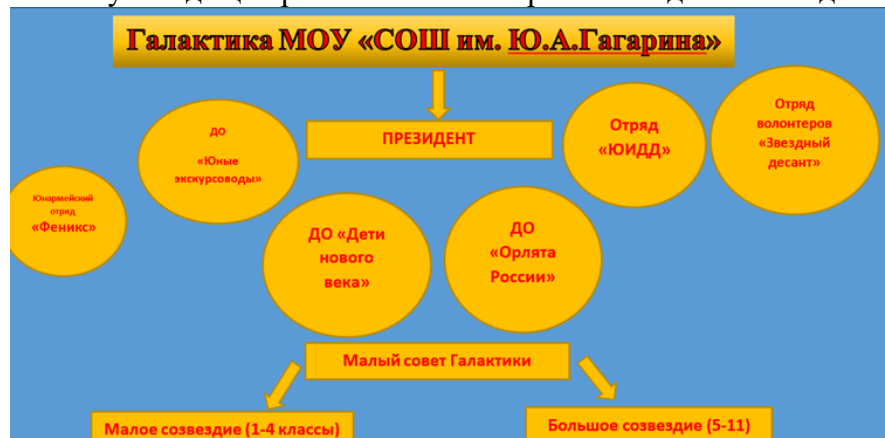 Галактика МОУ «СОШ им. Ю.А.Гагарина»
ПРЕЗИДЕНТ
Юнармейский
отряд
«Феникс»
ДО
«Юные
экскурсоводы»
Отряд
«ЮИДД»
Отряд
волонтеров
«Звездный
десант»
ДО «Дети
нового
века»
ДО
«Орлята
России»
Малый совет Галактики
Малое созвездие (1-4 классы)
Большое созвездие (5-11)